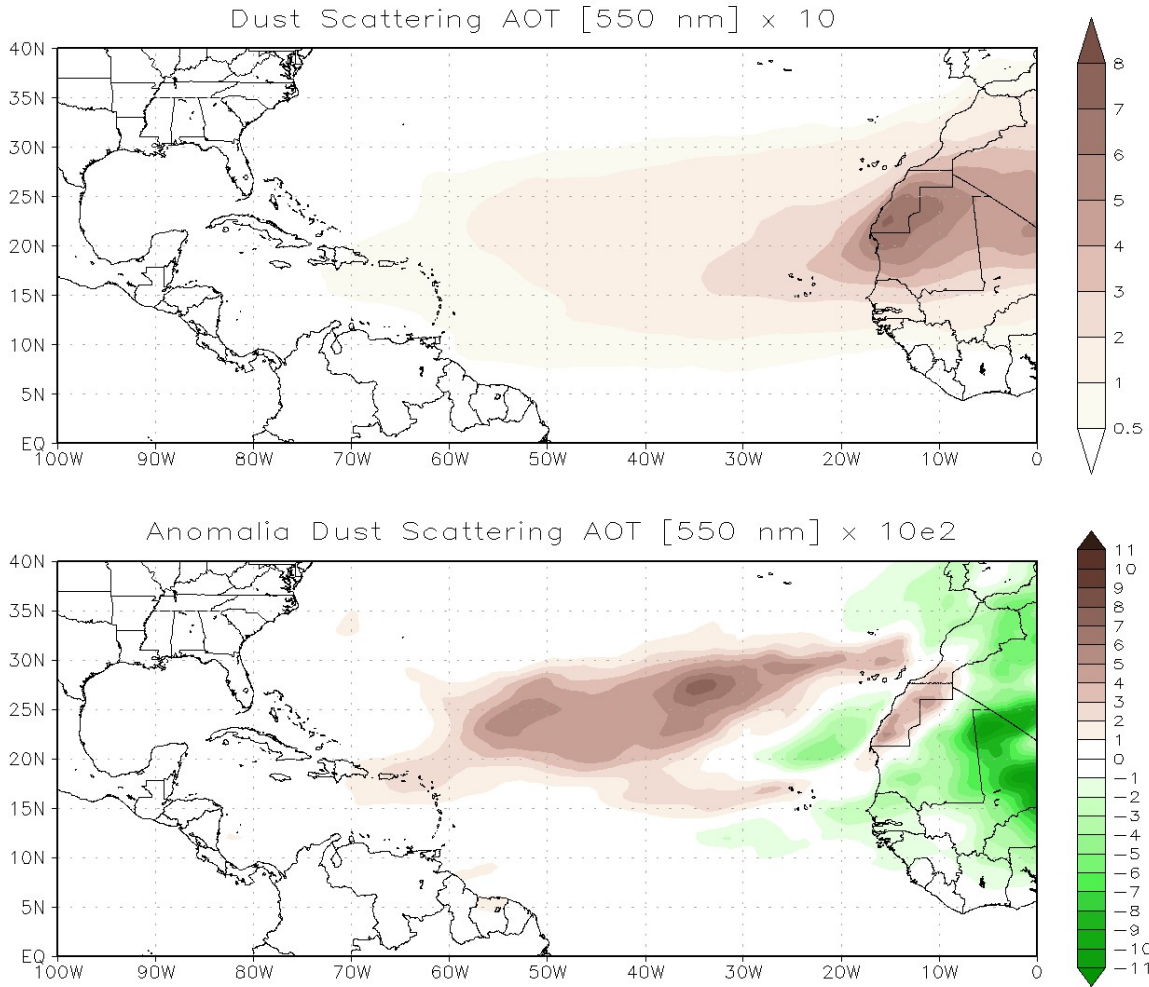 Dust Scattering AOT [550 nm] x 10
40N
35N
30N
25N
20N
15N
10N
5N
EQ
100W 90W 80W 70W 60W 50W 40W 30W 20W 10W 0
8
7
6
5
4
3
2
1
0.5
Anomalia Dust Scattering AOT [550 nm] x 10e2
40N
35N
30N
25N
20N
15N
10N
5N
EQ
100W 90W 80W 70W 60W 50W 40W 30W 20W 10W 0
11
10
9
8
7
6
5
4
3
2
1
0
-1
-2
-3
-4
-5
-6
-7
-8
-9
-10
-11